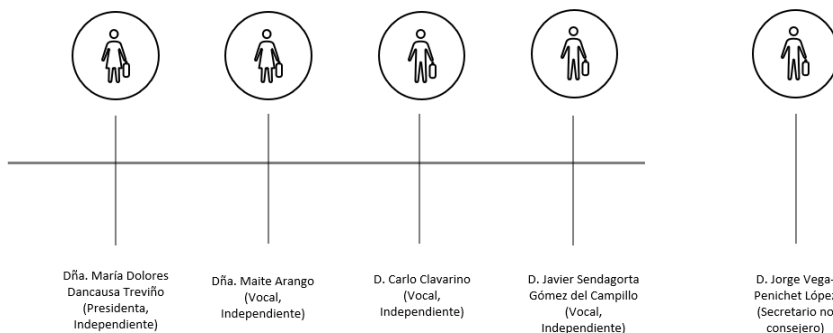 Dña. María Dolores
Dancausa Treviño
(Presidenta,
Independiente)
Dña. Maite Arango
(Vocal,
Independiente)
D. Carlo Clavarino
(Vocal,
Independiente)
D. Javier Sendagorta
Gómez del Campillo
(Vocal,
Independiente)
D. Jorge Vega-
Penichet López
(Secretario no
consejero)